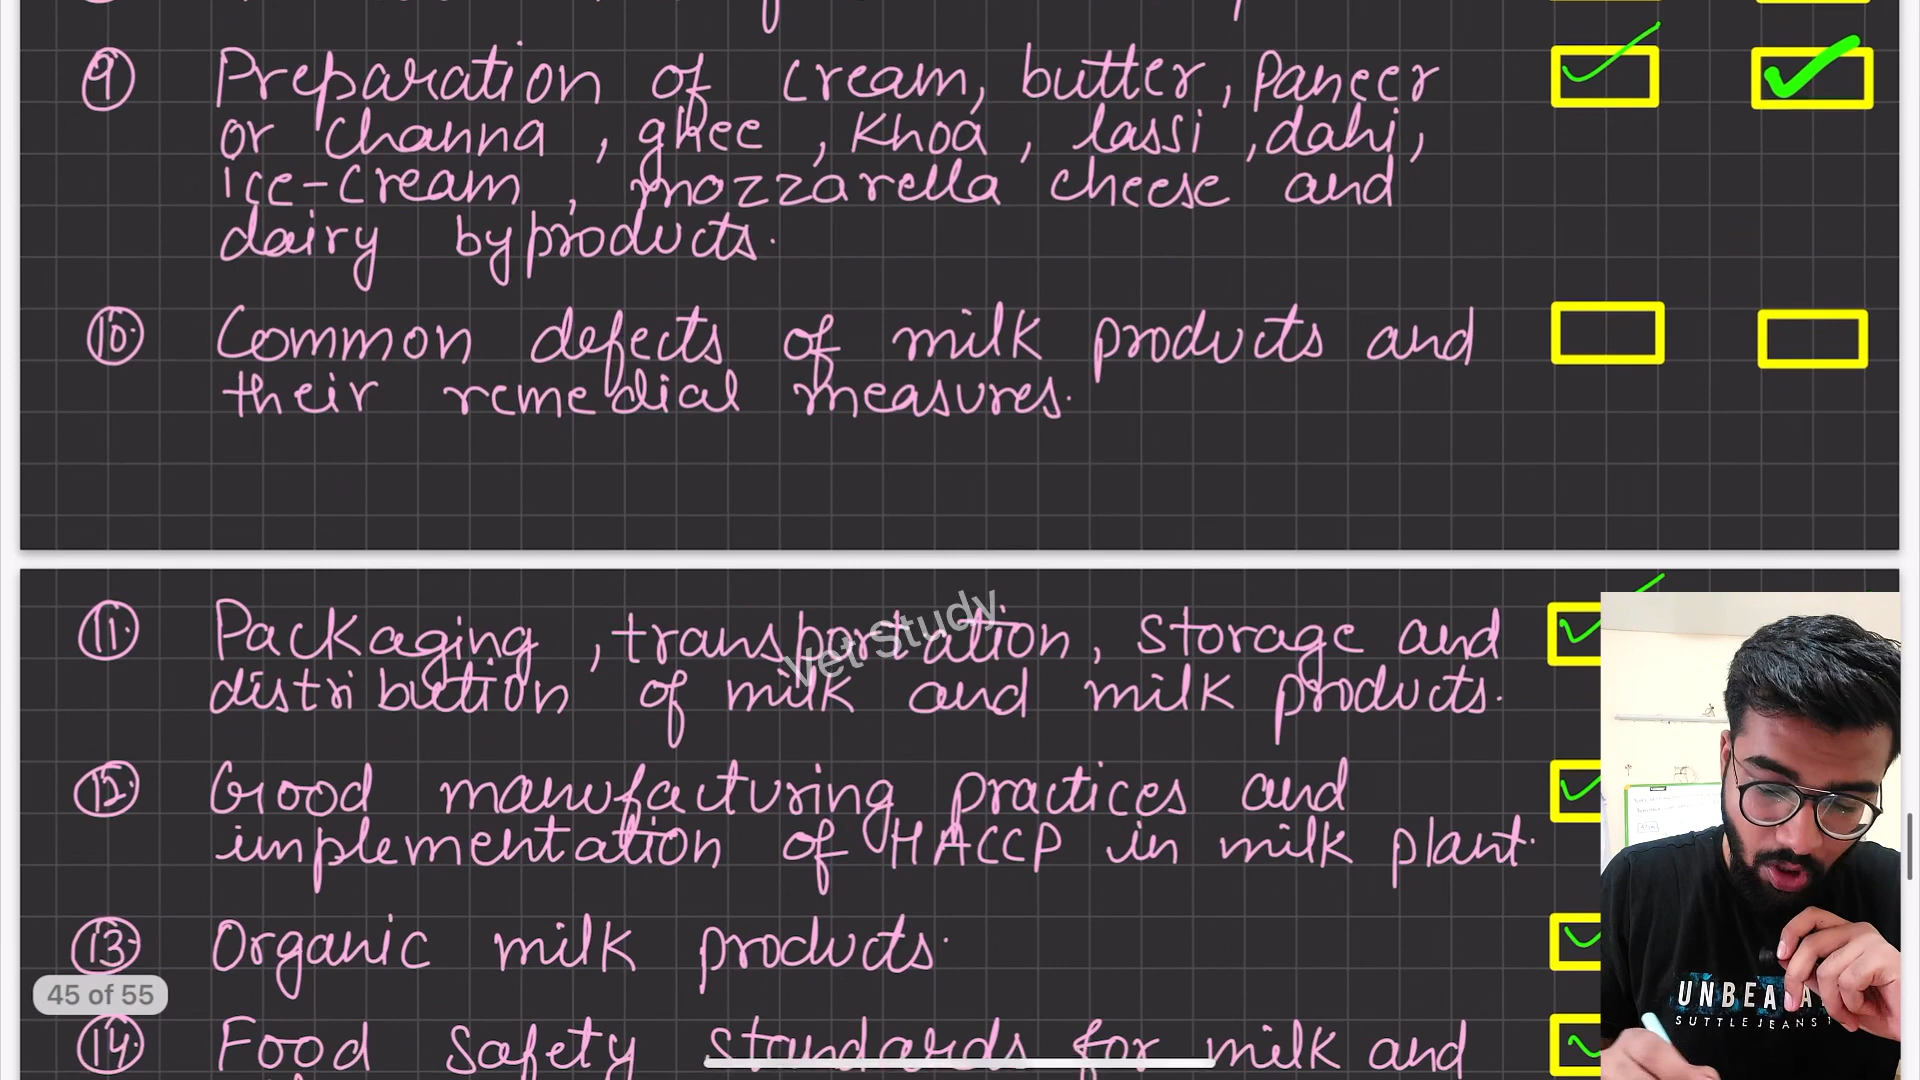 9 Preparation of cream, butter, Paneer
or Channa, ghee, Khoa, lassi, dahi,
ice-cream, mozzarella cheese and
dairy byproducts.
10. Common defects of milk products and
their remedial measures.
Vet Study
11. Packaging, transportation, storage and
distribution of milk and milk products.
12. Good manufacturing practices and
implementation of HACCP in milk plant.
13. Organic milk products.
45 of 55
14. Food Safety standards for milk and
SUTTLEJEANS